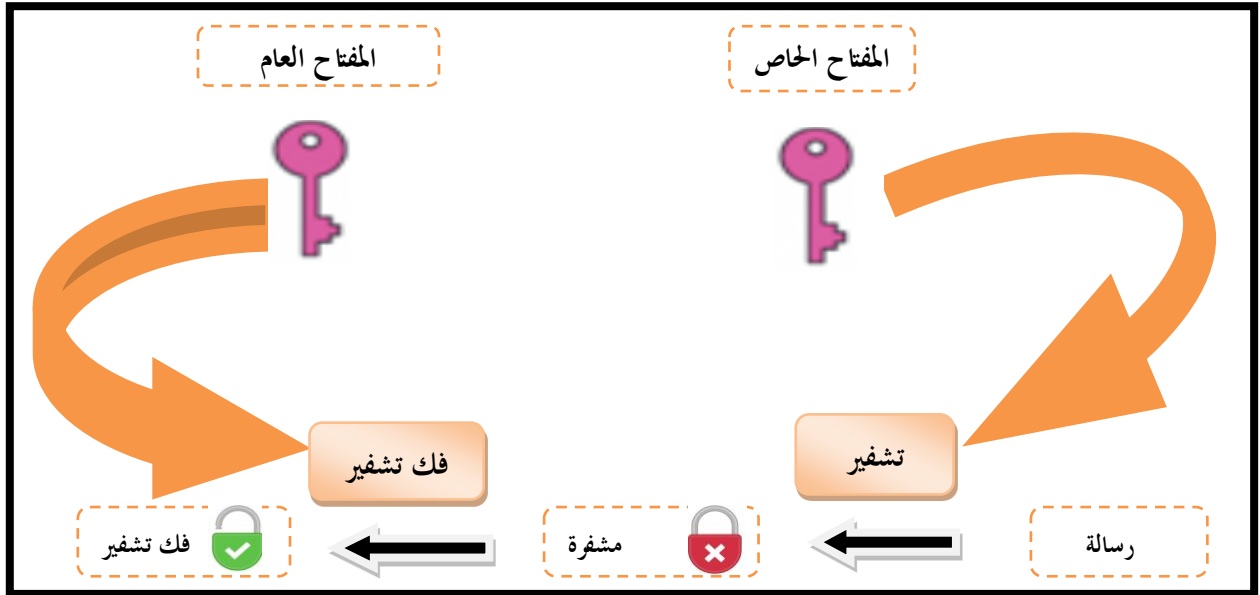 المفتاح الخاص
المفتاح العام
تشفير
فك تشفير
رسالة
مشفرة
فك تشفير